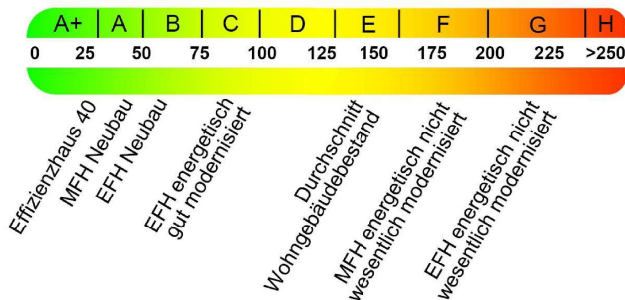 A+ A B C D E F G H
0 25 50 75 100 125 150 175 200 225 >250
Effizienzhaus 40
MFH Neubau
EFH Neubau
EFH energetisch
gut modernisiert
Durchschnitt
Wohngebäudebestand
MFH energetisch nicht
wesentlich modernisiert
EFH energetisch nicht
wesentlich modernisiert